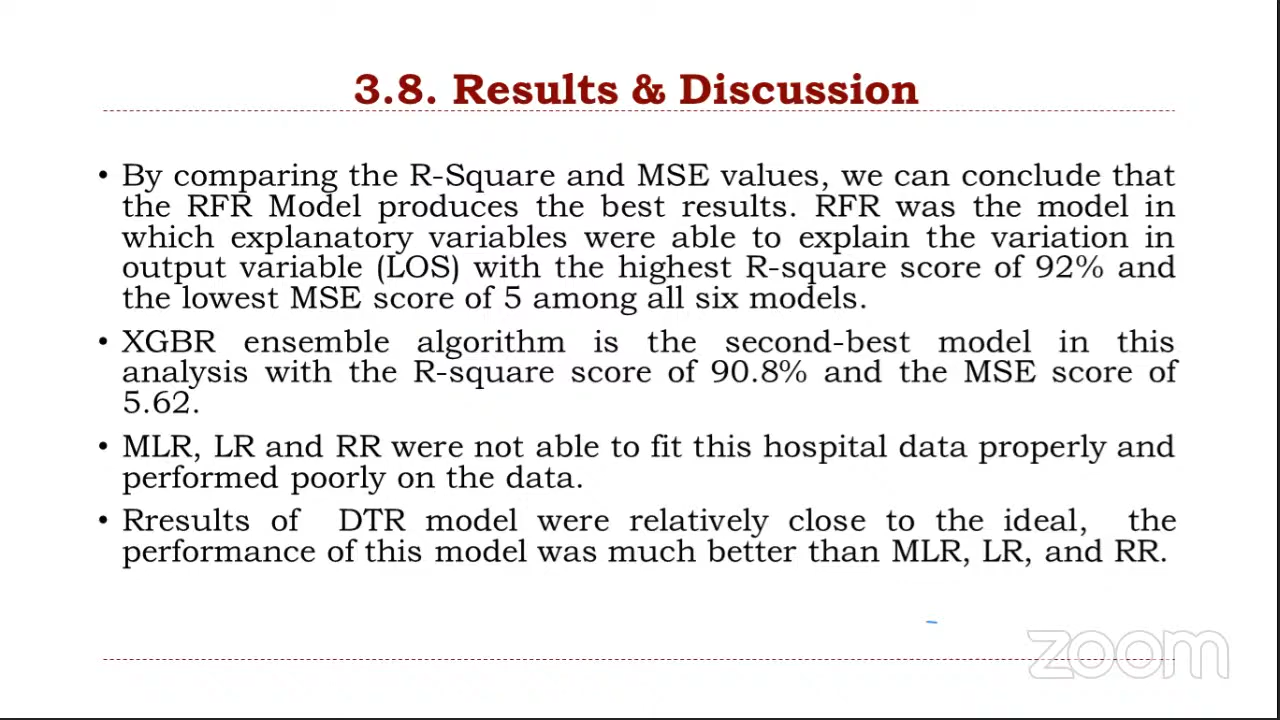 3.8. Results & Discussion
• By comparing the R-Square and MSE values, we can conclude that
the RFR Model produces the best results. RFR was the model in
which explanatory variables were able to explain the variation in
output variable (LOS) with the highest R-square score of 92% and
the lowest MSE score of 5 among all six models.
• XGBR ensemble algorithm is the second-best model in this
analysis with the R-square score of 90.8% and the MSE score of
5.62.
• MLR, LR and RR were not able to fit this hospital data properly and
performed poorly on the data.
• Rresults of DTR model were relatively close to the ideal, the
performance of this model was much better than MLR, LR, and RR.
zoom